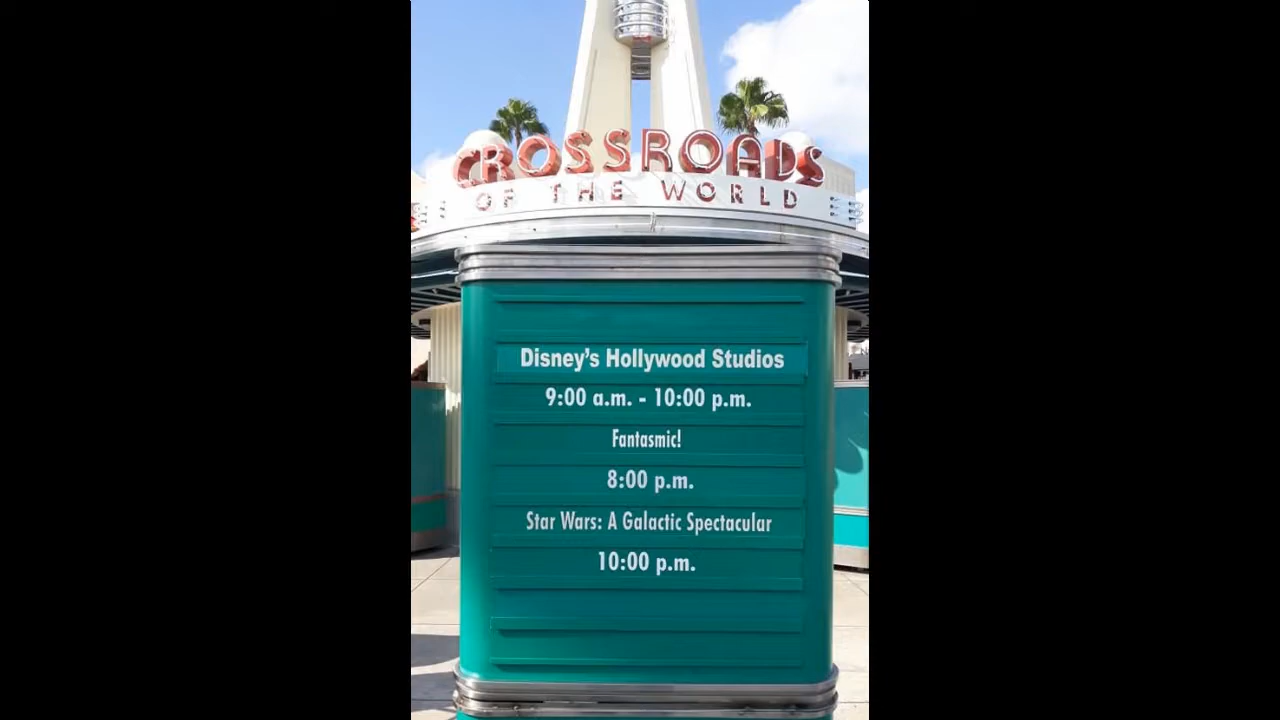 CROSSROADS
OF THE WORLD
Disney's Hollywood Studios
9:00 a.m. - 10:00 p.m.
Fantasmic!
8:00 p.m.
Star Wars: A Galactic Spectacular
10:00 p.m.